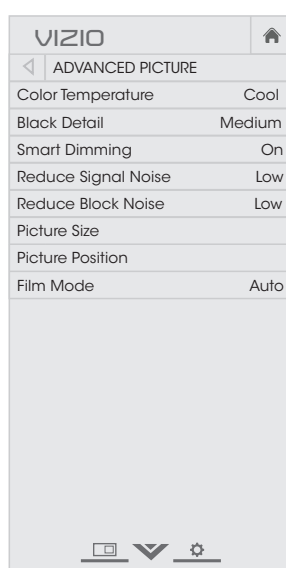 VIZIO
ADVANCED PICTURE
Color Temperature Cool
Black Detail Medium
Smart Dimming On
Reduce Signal Noise Low
Reduce Block Noise Low
Picture Size
Picture Position
Film Mode Auto